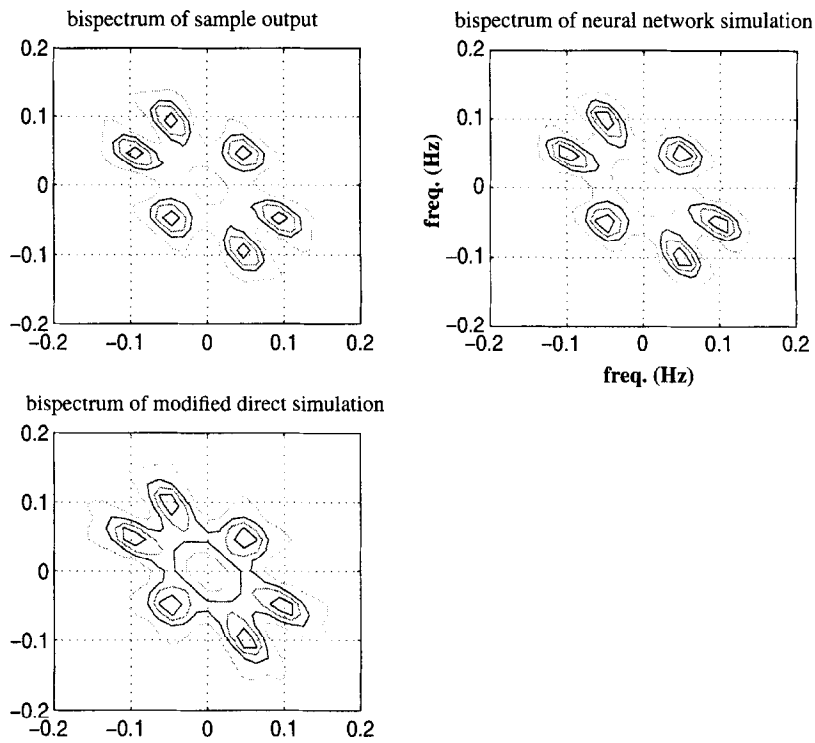 bispectrum of sample output
0.2
0.1
0
−0.1
−0.2
−0.2 −0.1 0 0.1 0.2
bispectrum of neural network simulation
0.2
0.1
0
−0.1
−0.2
freq. (Hz)
−0.2 −0.1 0 0.1 0.2
freq. (Hz)
bispectrum of modified direct simulation
0.2
0.1
0
−0.1
−0.2
−0.2 −0.1 0 0.1 0.2